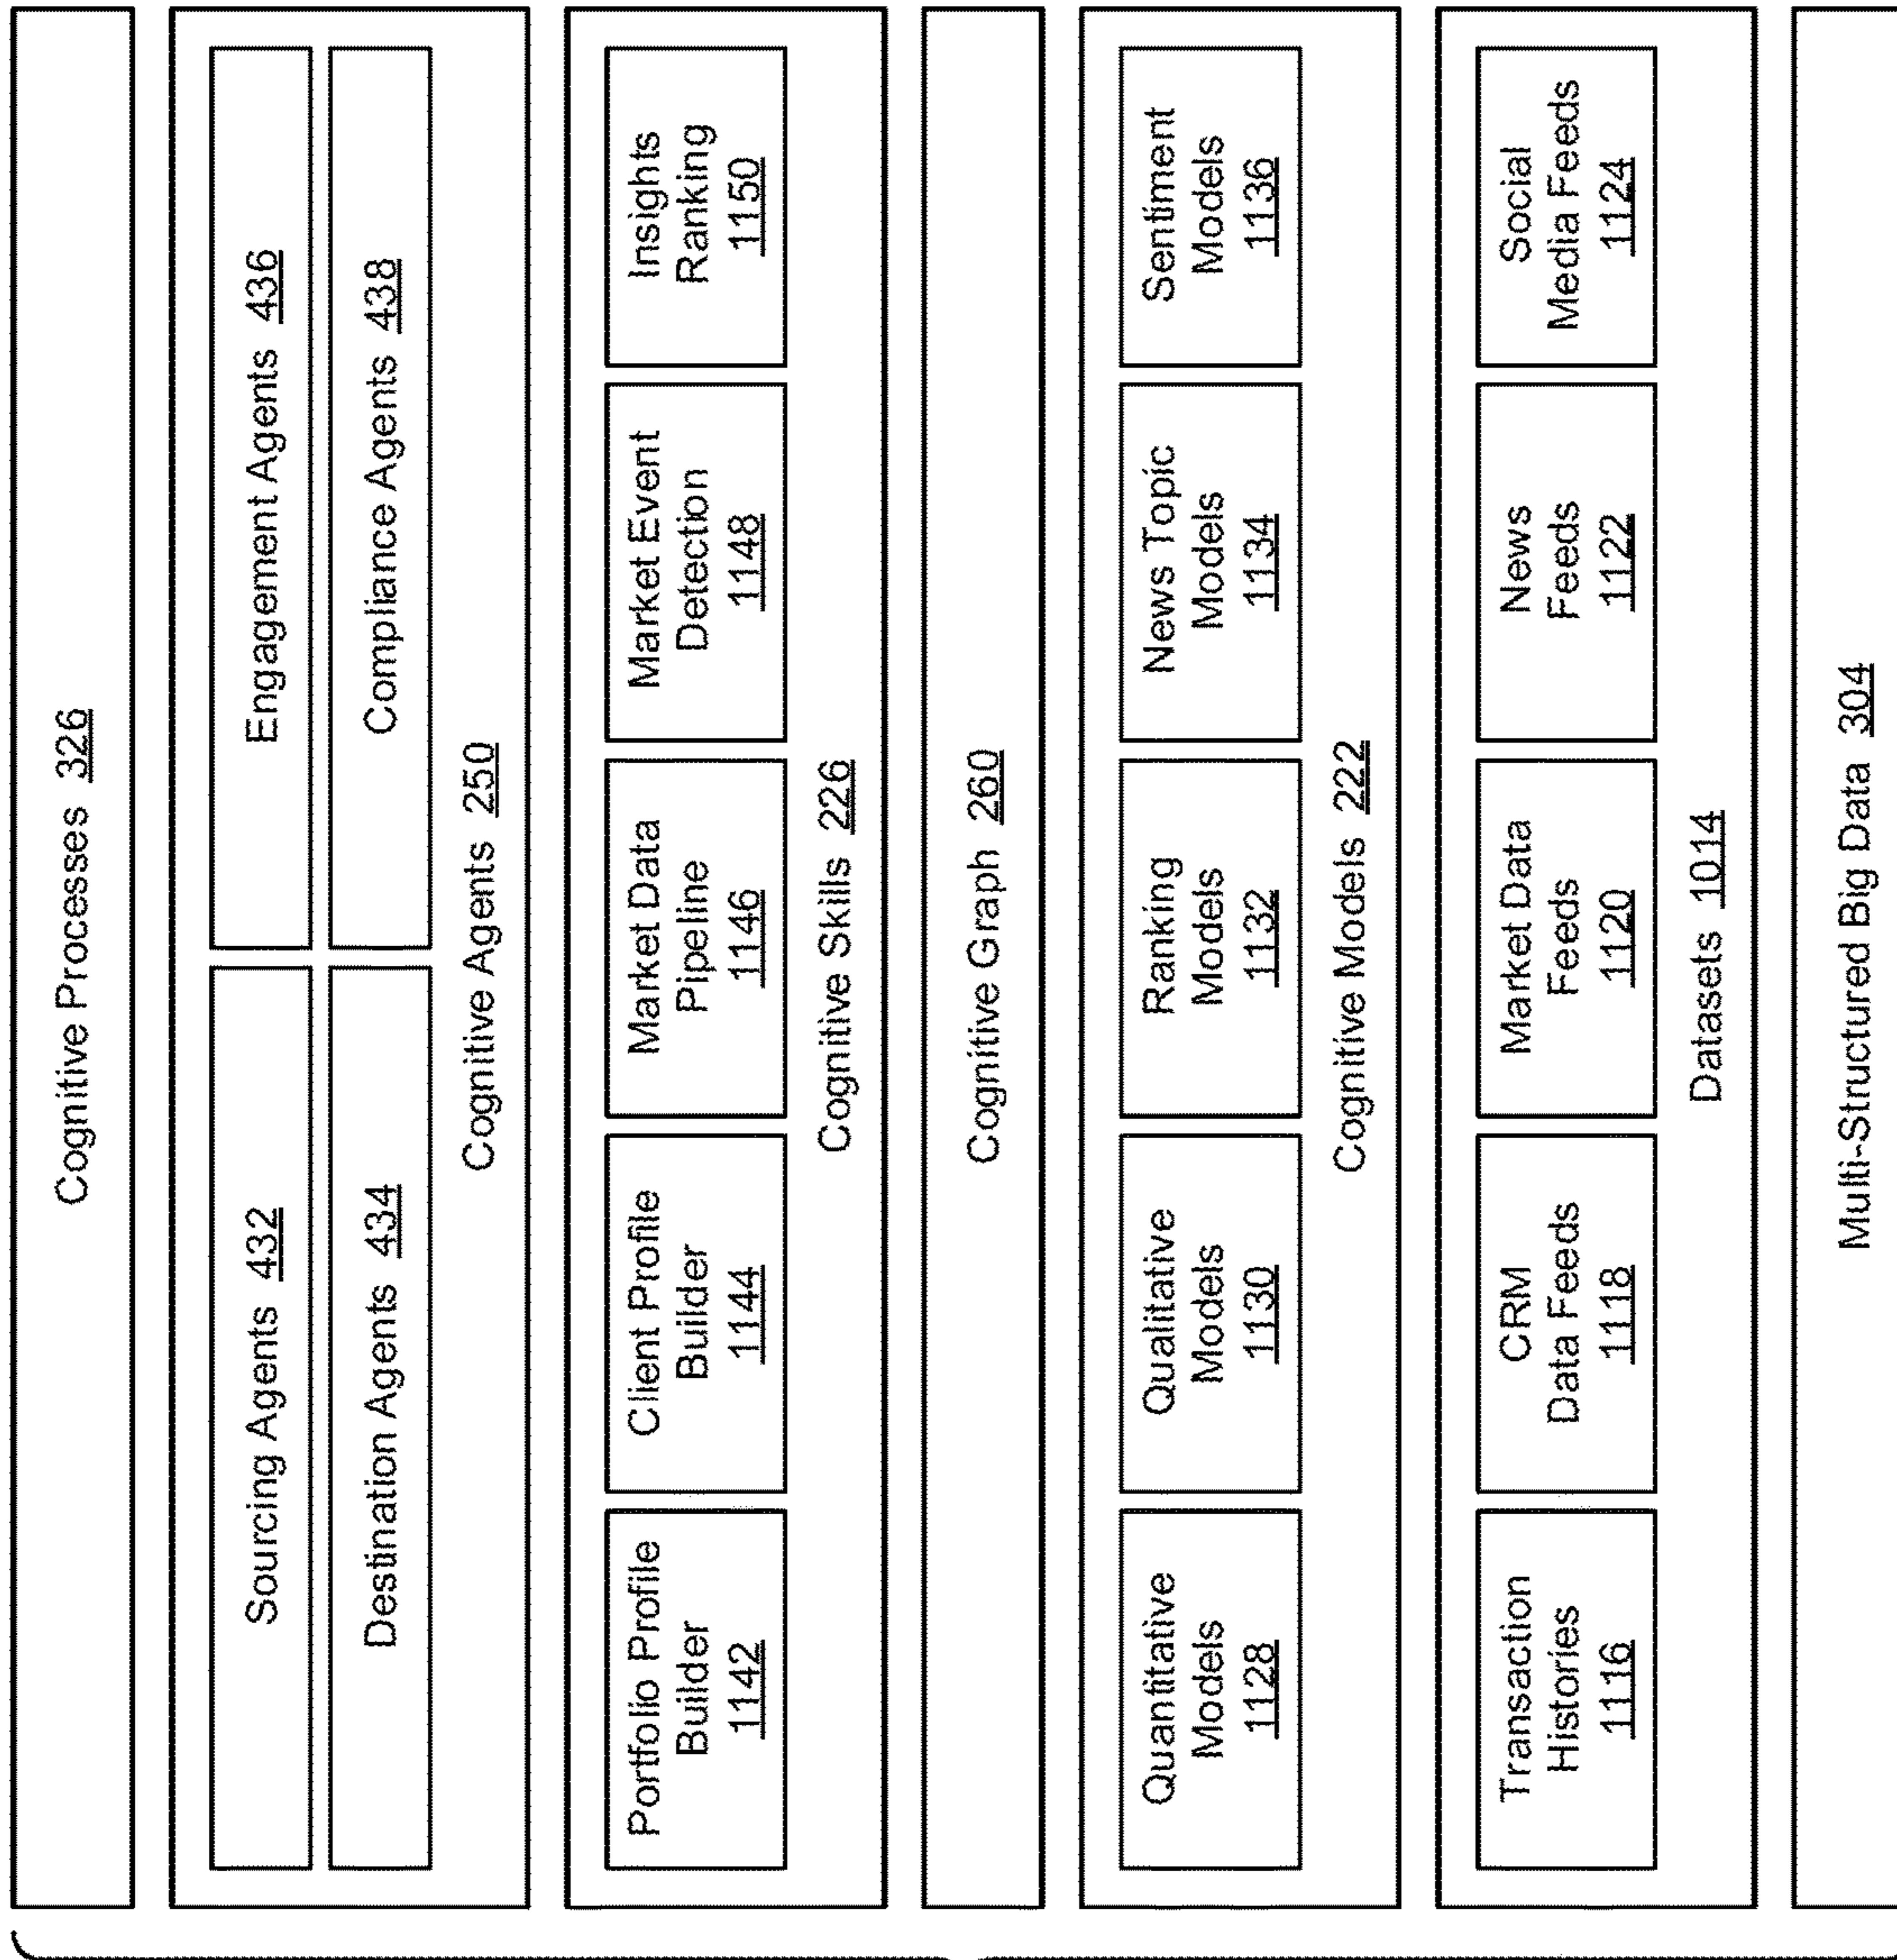 Cognitive Processes 326
Sourcing Agents 432
Engagement Agents 436
Destination Agents 434
Compliance Agents 438
Cognitive Agents 250
Portfolio Profile
Builder
1142
Client Profile
Builder
1144
Market Data
Pipeline
1146
Market Event
Detection
1148
Insights
Ranking
1150
Cognitive Skills 226
Cognitive Graph 260
Quantitative
Models
1128
Qualitative
Models
1130
Ranking
Models
1132
News Topic
Models
1134
Sentiment
Models
1136
Cognitive Models 222
Transaction
Histories
1116
CRM
Data Feeds
1118
Market Data
Feeds
1120
News
Feeds
1122
Social
Media Feeds
1124
Datasets 1014
Multi-Structured Big Data 304